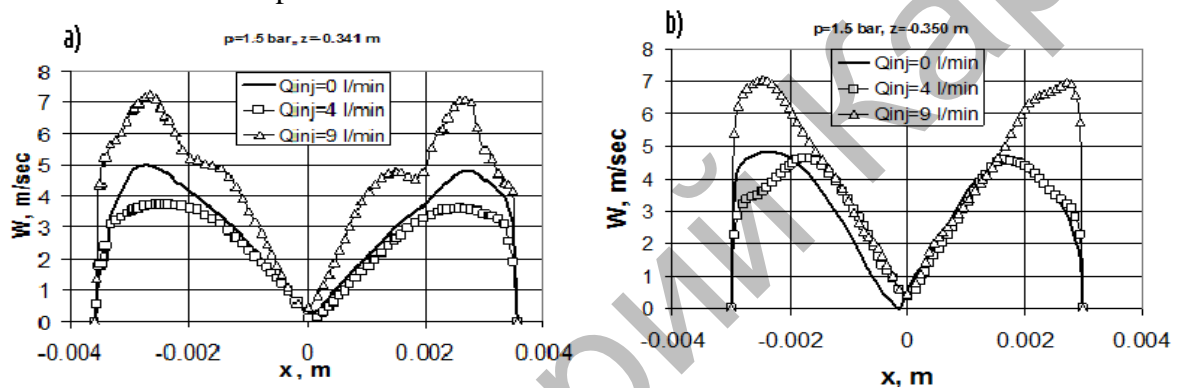 a)
p=1.5 bar, z=-0.341 m
Qinj=0 l/min
Qinj=4 l/min
Qinj=9 l/min
W, m/sec
8
7
6
5
4
3
2
1
0
-0.004
-0.002
0
0.002
0.004
x , m
b)
p=1.5 bar, z=-0.350 m
Qinj=0 l/min
Qinj=4 l/min
Qinj=9 l/min
W, m/sec
8
7
6
5
4
3
2
1
0
-0.004
-0.002
0
0.002
0.004
x, m
рий Кар